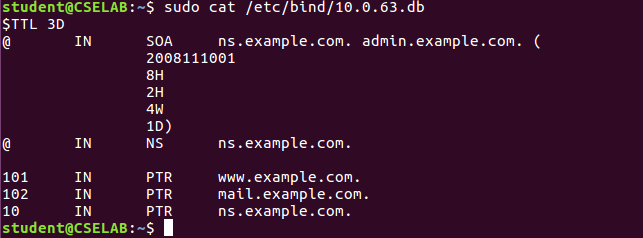 student@CSELAB:~$ sudo cat /etc/bind/10.0.63.db
$TTL 3D
@ IN SOA ns.example.com. admin.example.com. (
2008111001
8H
2H
4W
1D)
@ IN NS ns.example.com.
101 IN PTR www.example.com.
102 IN PTR mail.example.com.
10 IN PTR ns.example.com.
student@CSELAB:~$